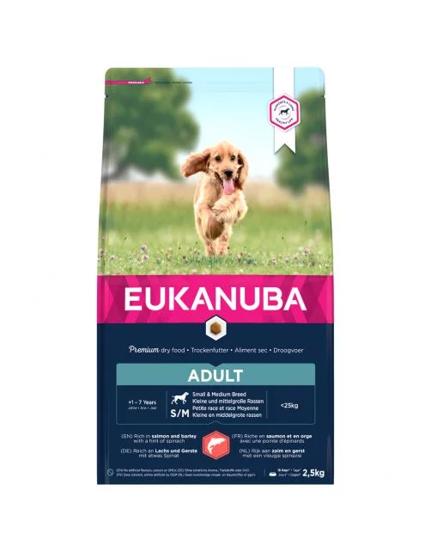 EUKANUBA
Premium dry food • Trockenfutter • Aliment sec • Droogvoer
ADULT
+1 - 7 Years
S/M
Small & Medium Breed
Kleine und mittelgroße Rassen
Petite race et race Moyenne
Kleine en middelgrote rassen
<25kg
(EN) Rich in salmon and barley
with a hint of spinach
(DE) Reich an Lachs und Gerste
mit etwas Spinat
(FR) Riche en saumon et en orge
avec une touche d'épinards
(NL) Rijk aan zalm en gerst
met een vleugje spinazie
2,5kg